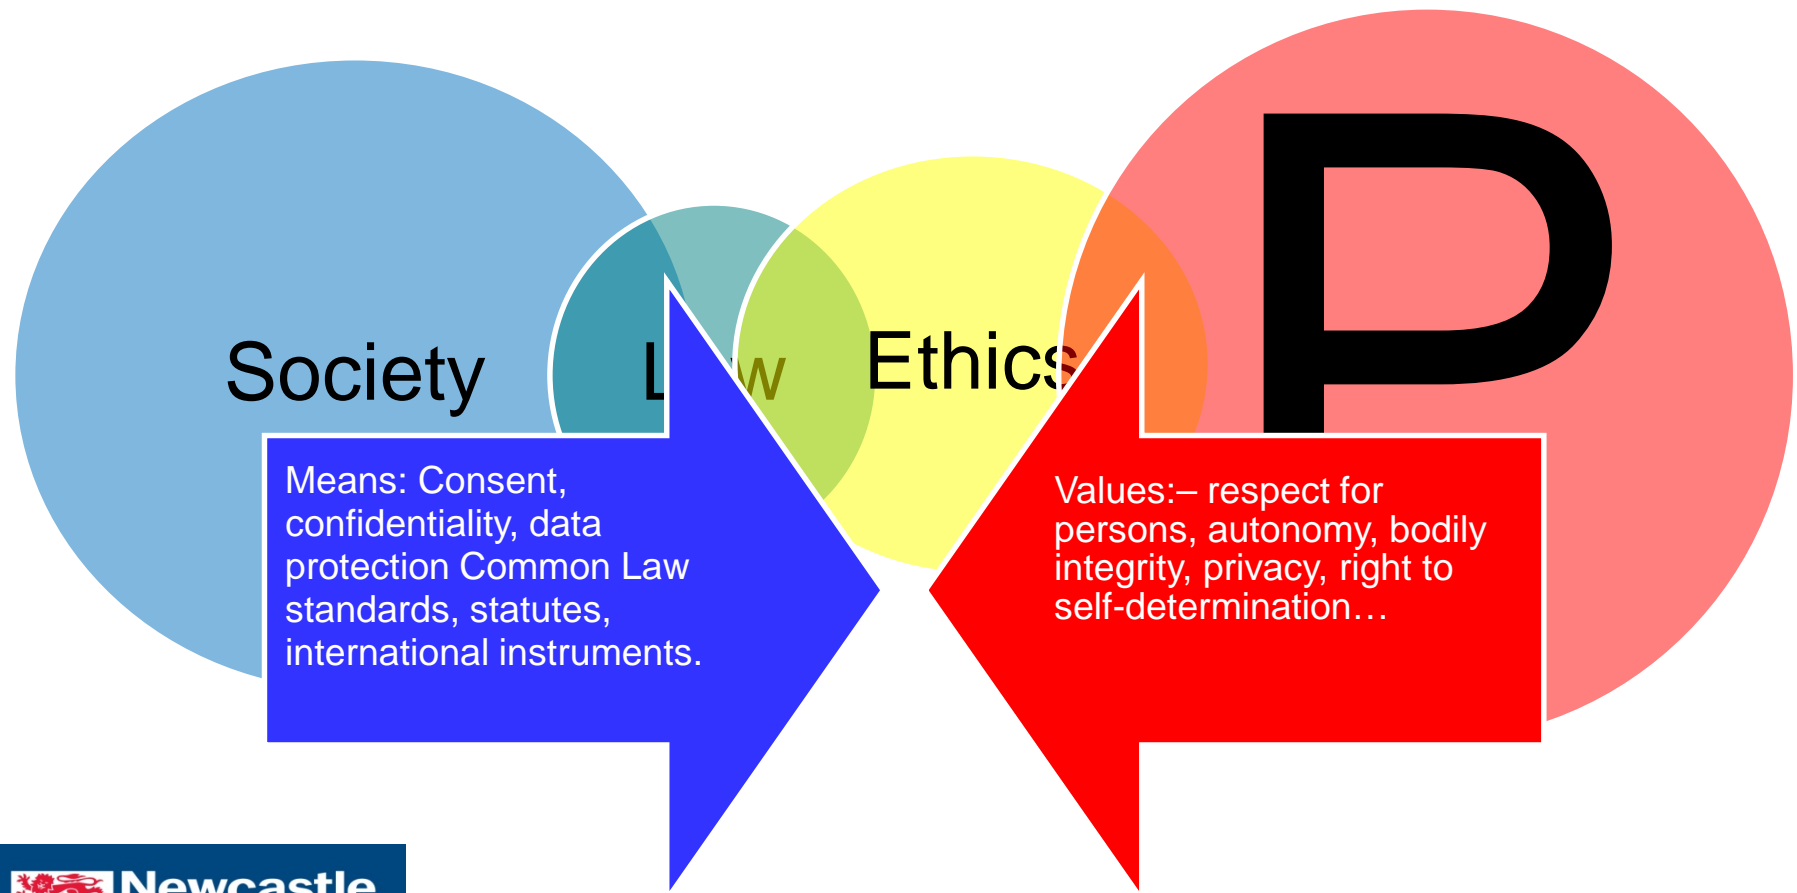 Society
Ethics
P
Means: Consent,
confidentiality, data
protection Common Law
standards, statutes,
international instruments.
Values:– respect for
persons, autonomy, bodily
integrity, privacy, right to
self-determination…
Newcastle